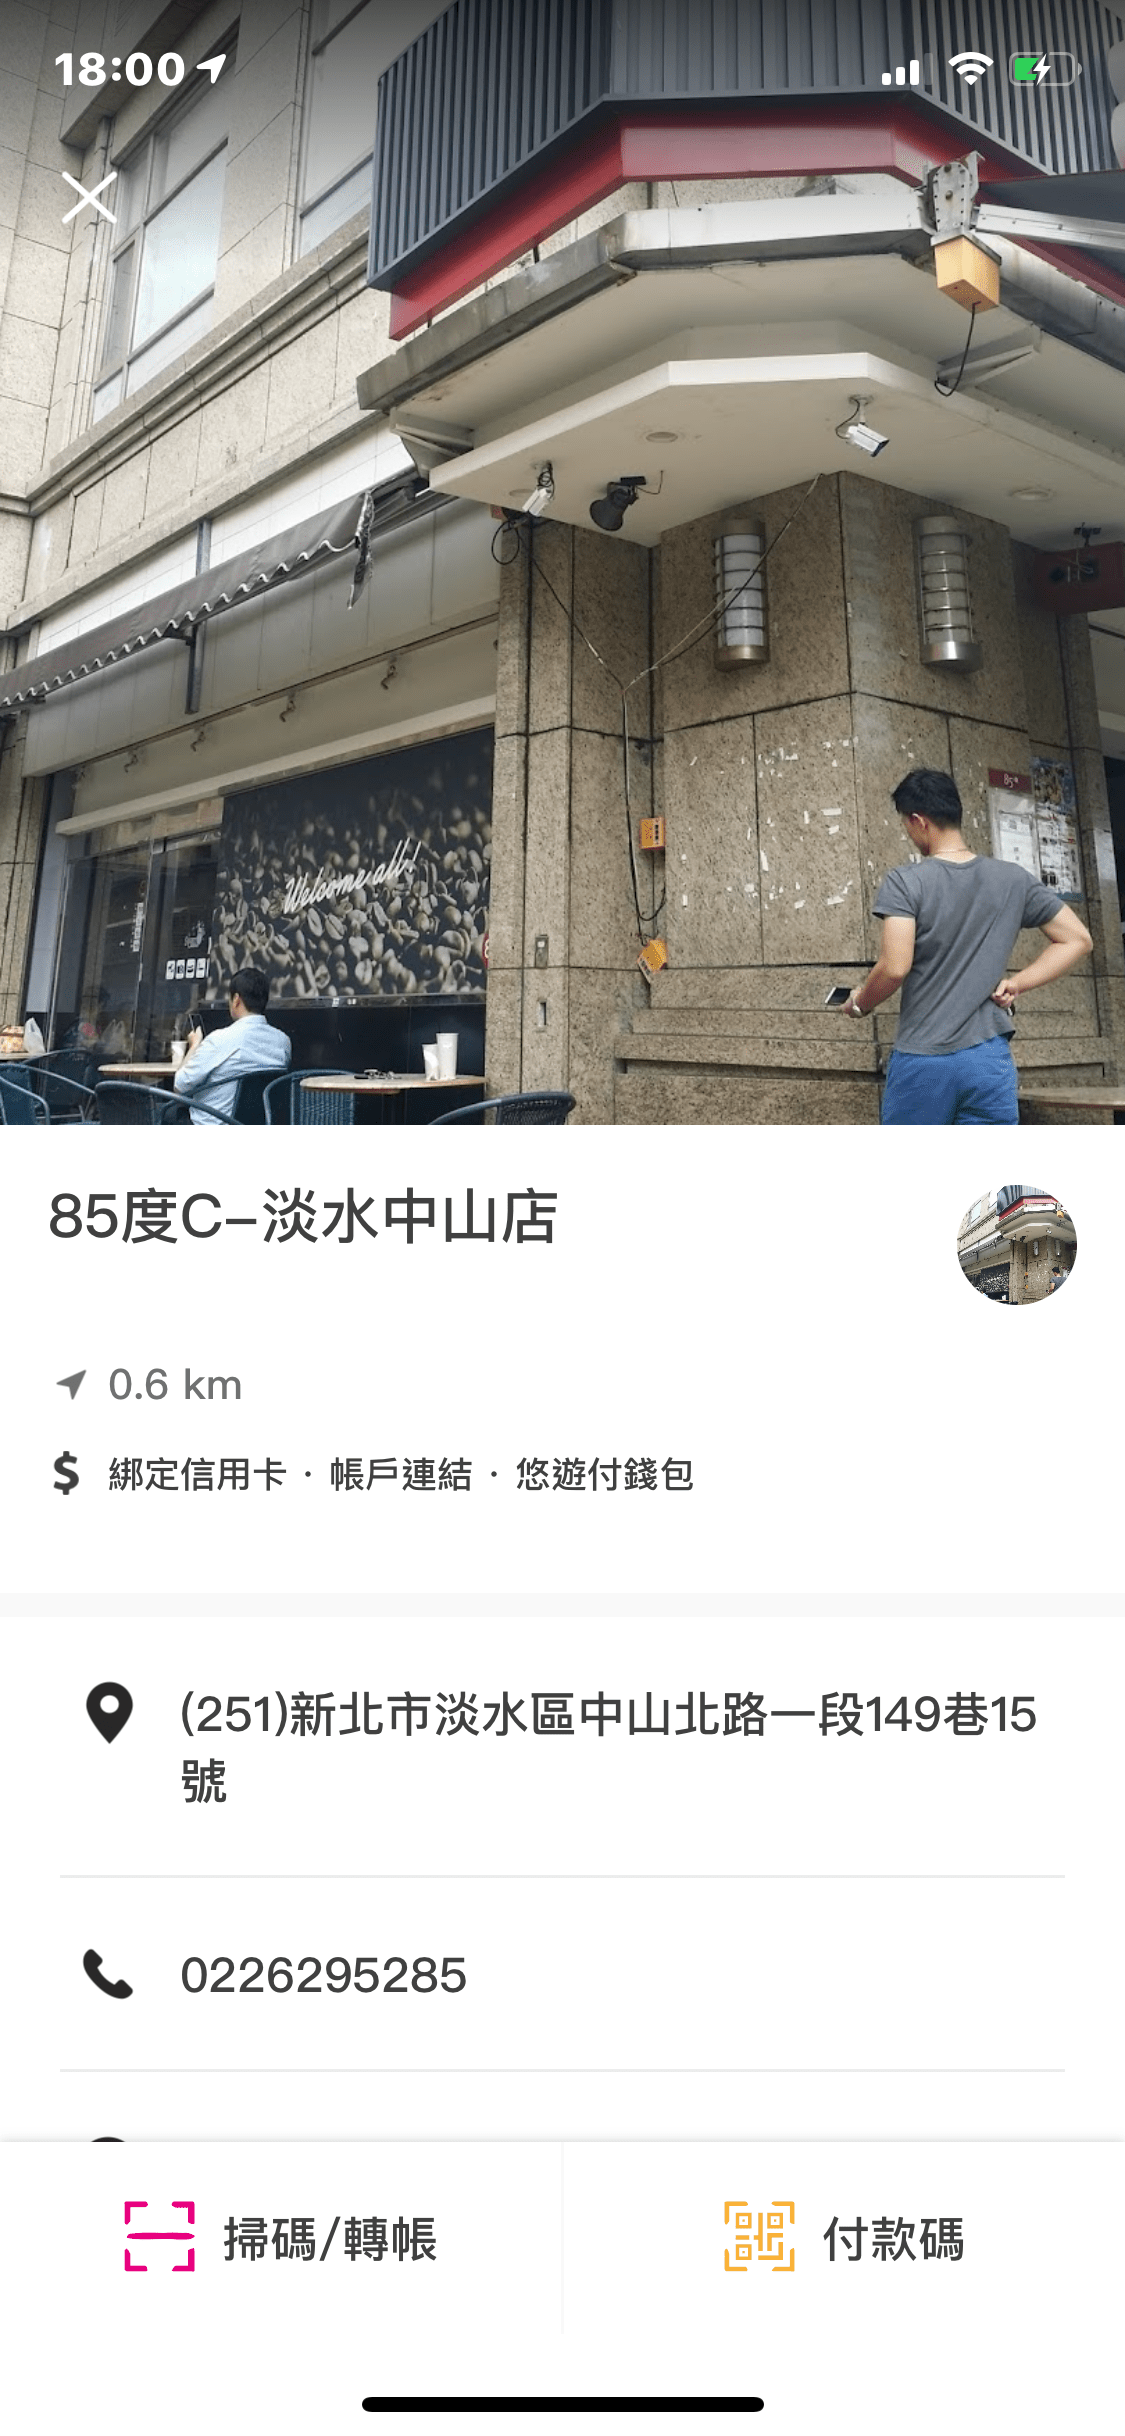 18:00
Welcome all!
85°
85度C-淡水中山店
0.6 km
綁定信用卡 · 帳戶連結 · 悠遊付錢包
(251)新北市淡水區中山北路一段149巷15
號
0226295285
掃碼/轉帳
付款碼